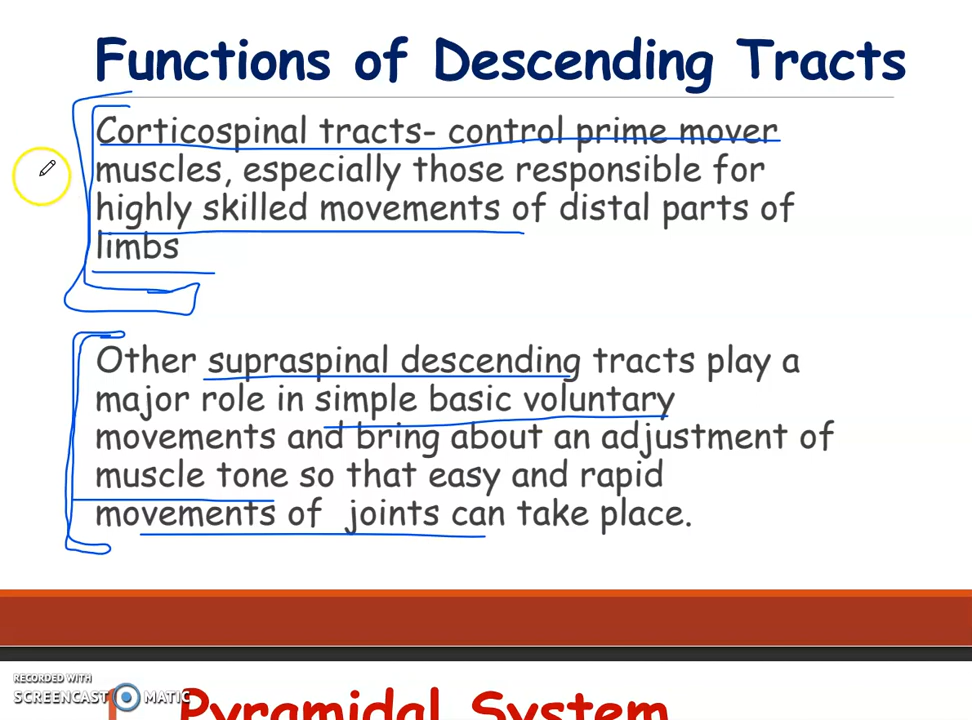 Functions of Descending Tracts
Corticospinal tracts- control prime mover
muscles, especially those responsible for
highly skilled movements of distal parts of
limbs
Other supraspinal descending tracts play a
major role in simple basic voluntary
movements and bring about an adjustment of
muscle tone so that easy and rapid
movements of joints can take place.
RECORDED WITH
SCREENCAST MATIC
Pyramidal System